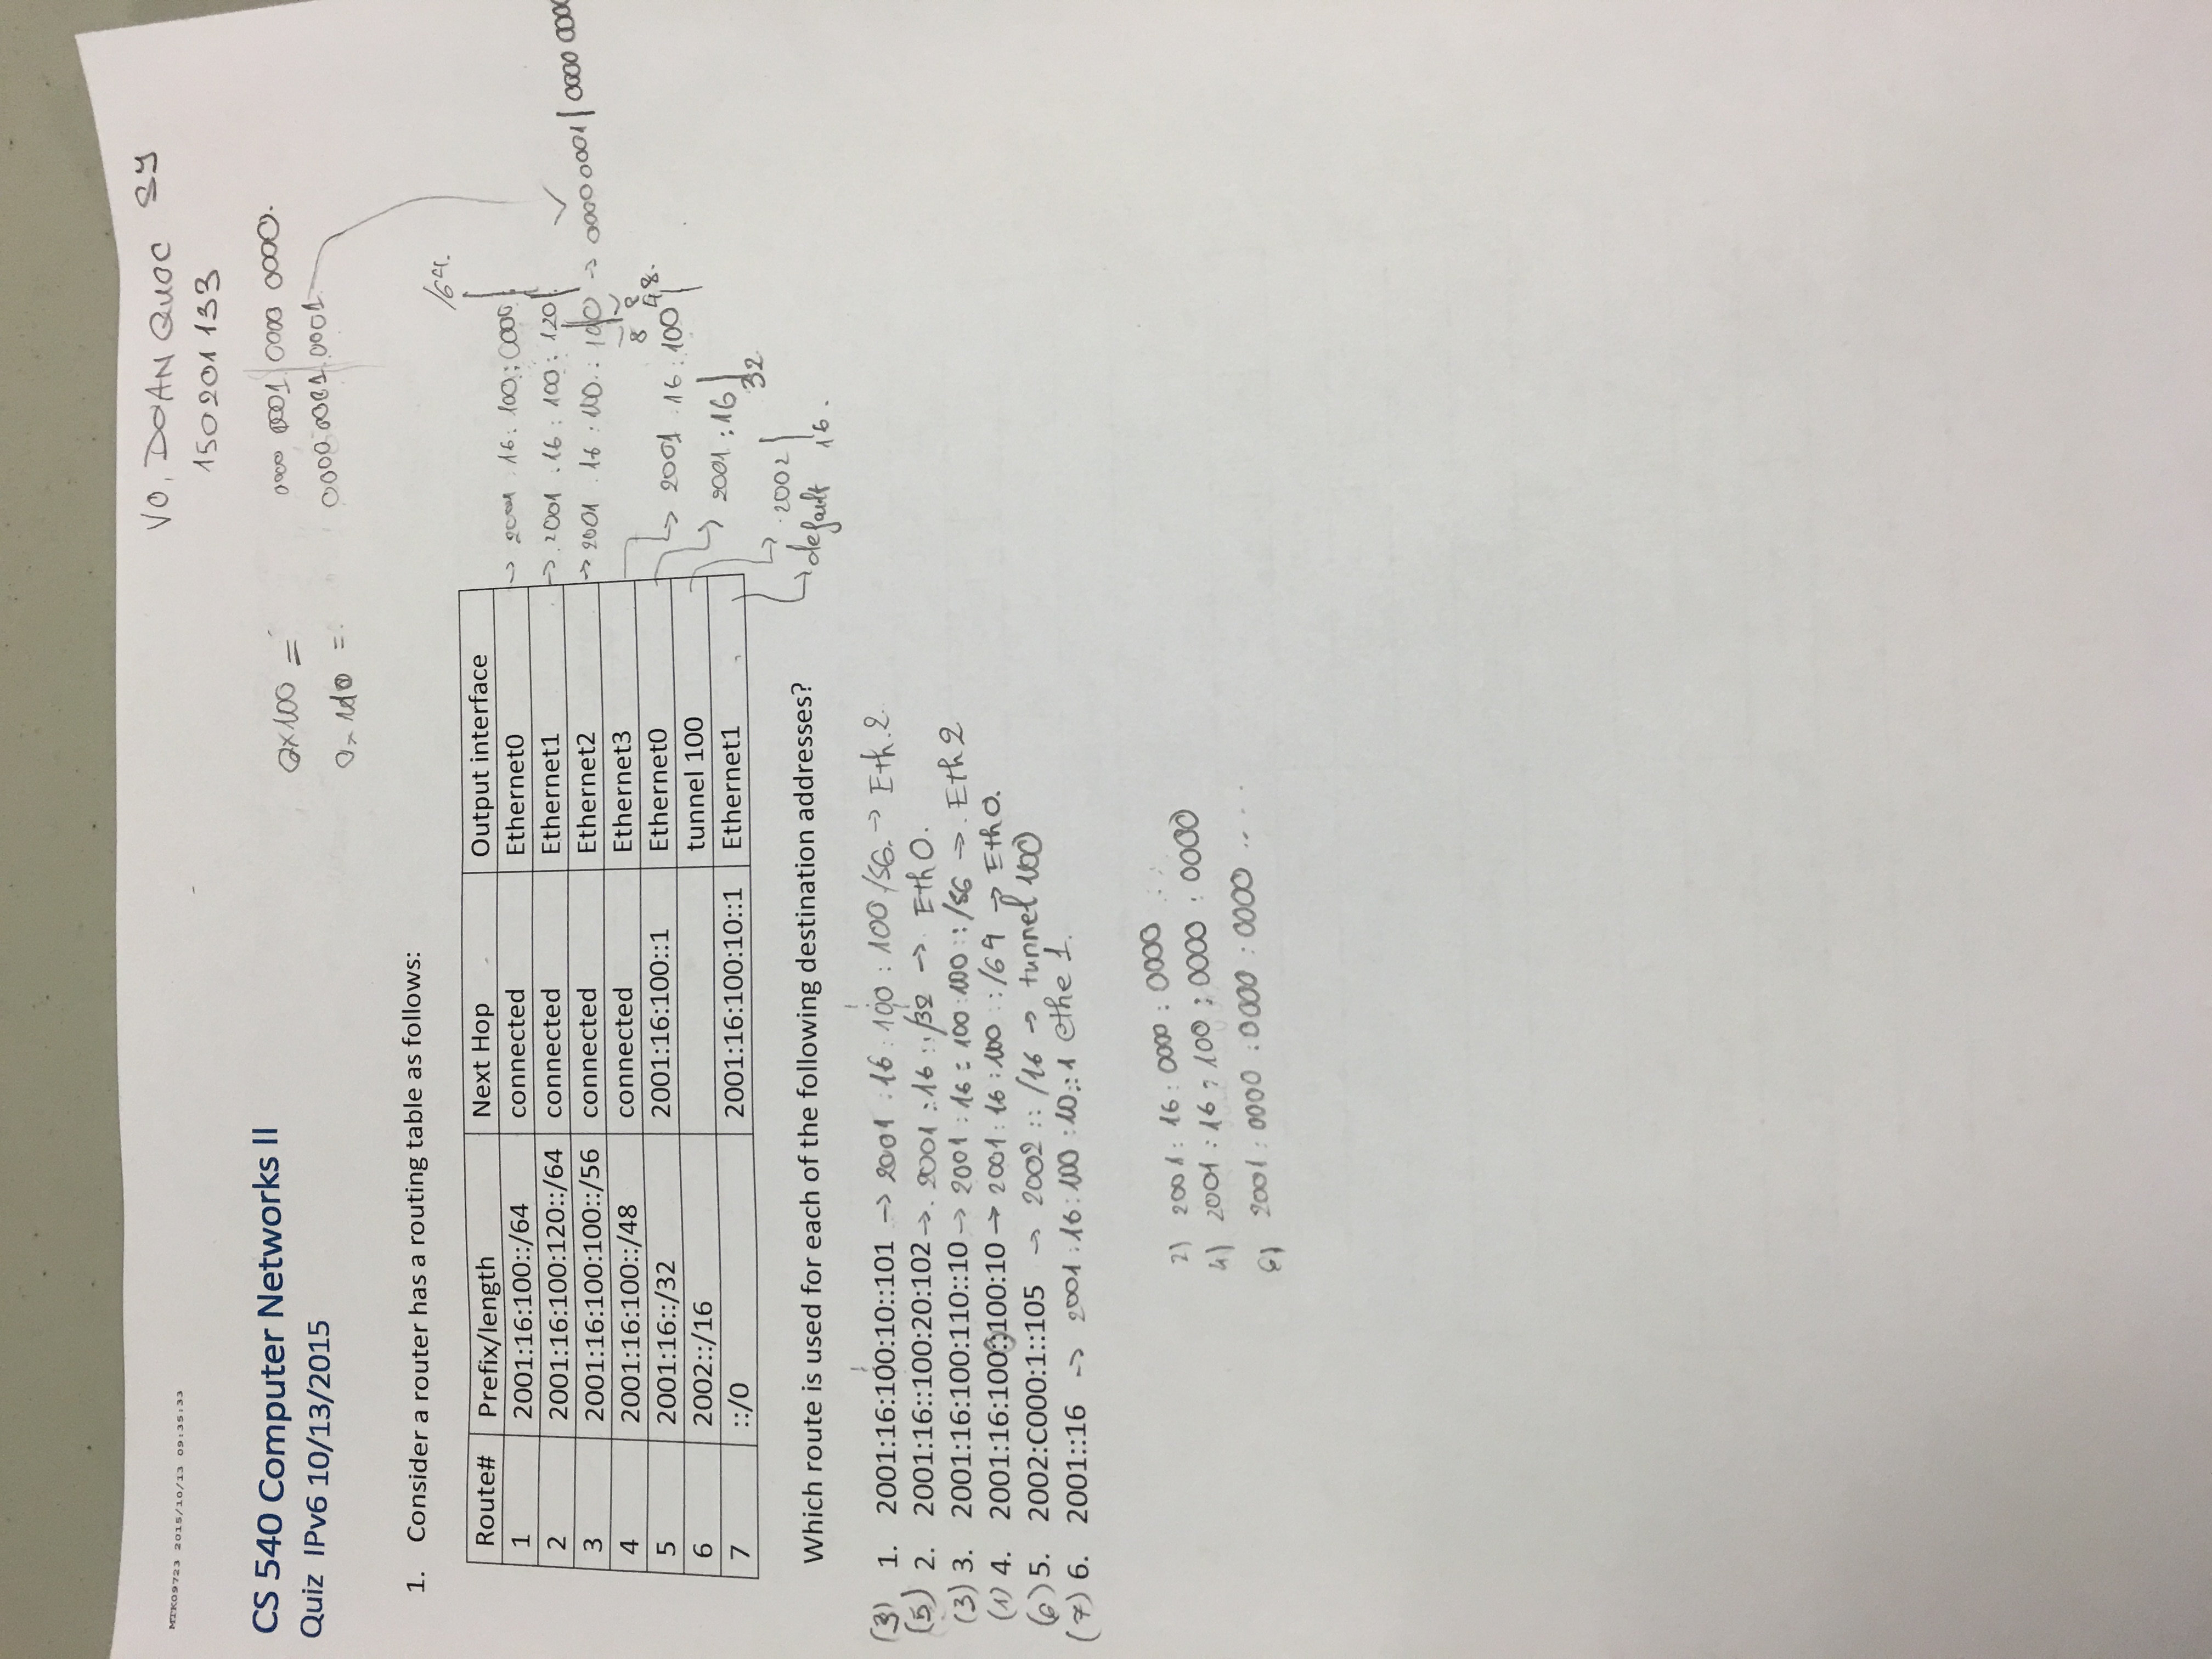 VO, DOAN QUOC SY
MTK09723 2015/10/13 09:35:33
150201133
CS 540 Computer Networks II
Quiz IPv6 10/13/2015
0x100 = 0000 0001 | 0000 0000.
0x110 = 0000 0001 0001
1. Consider a router has a routing table as follows:
/64.
Route# Prefix/length Next Hop Output interface
1 2001:16:100::/64 connected Ethernet0 → 2001 . 16 : 100 : 0000
2 2001:16:100:120::/64 connected Ethernet1 → 2001 . 16 : 100 : 120
3 2001:16:100:100::/56 connected Ethernet2 → 2001 . 16 : 100 . : 100 → 0000 0001 | 0000 0000
8 8
4 2001:16:100::/48 connected Ethernet3 → 2001 . 16 : 100 48.
5 2001:16::/32 2001:16:100::1 Ethernet0 → 2001 : 16 | 32
6 2002::/16 tunnel 100 → 2002 | 16.
7 ::/0 2001:16:100:10::1 Ethernet1 → default
Which route is used for each of the following destination addresses?
(3) 1. 2001:16:100:10::101 → 2001 : 16 : 100 : 100 /56. → Eth.2.
(5) 2. 2001:16::100:20:102 → . 2001 : 16 : : /32 → Eth 0.
(3) 3. 2001:16:100:110::10 → 2001 : 16 : 100 : 100 : : /56 → . Eth 2
(1) 4. 2001:16:100::100:10 → 2001 : 16 : 100 :: /64 → Eth 0.
(6) 5. 2002:C000:1::105 → 2002 :: /16 → tunnel 100
(7) 6. 2001::16 → 2001 : 16 : 100 : 10 :: 1 ethe 1.
2) 2001 : 16 : 0000 : 0000 . .
4) 2001 : 16 : 100 : 0000 : 0000
6) 2001 : 0000 : 0000 : 0000 . . . .